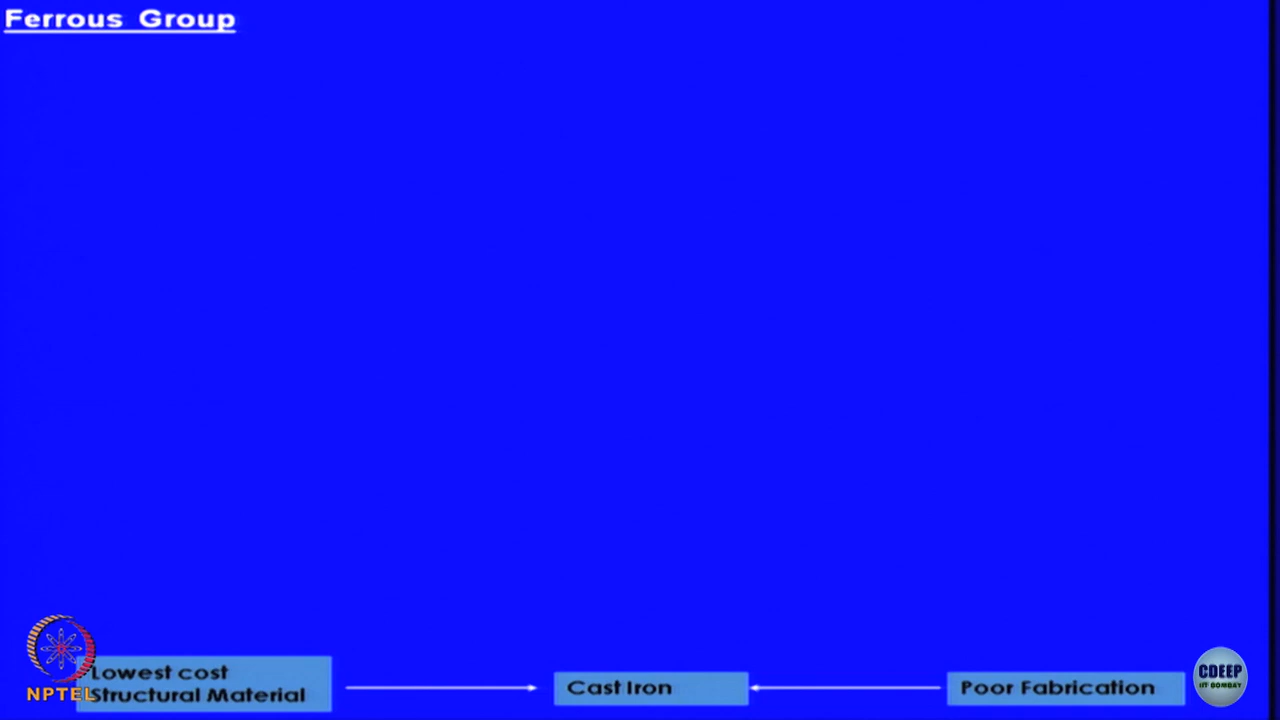 Ferrous Group
Lowest cost
Structural Material
Cast Iron
Poor Fabrication
NPTEL
CDEEP
IIT BOMBAY